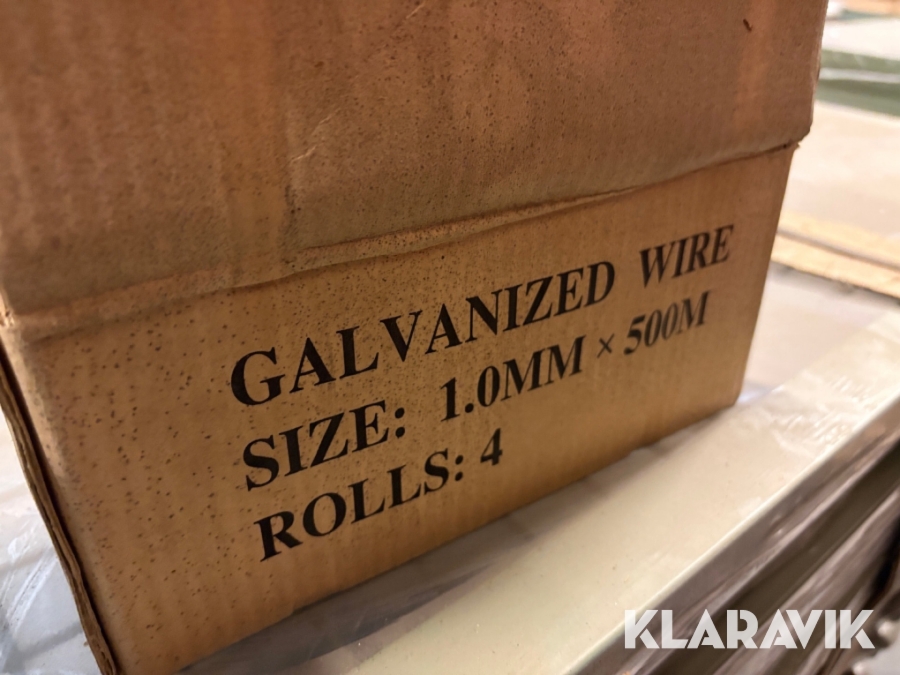 GALVANIZED WIRE
SIZE: 1.0MM × 500M
ROLLS: 4
KLARAVIK